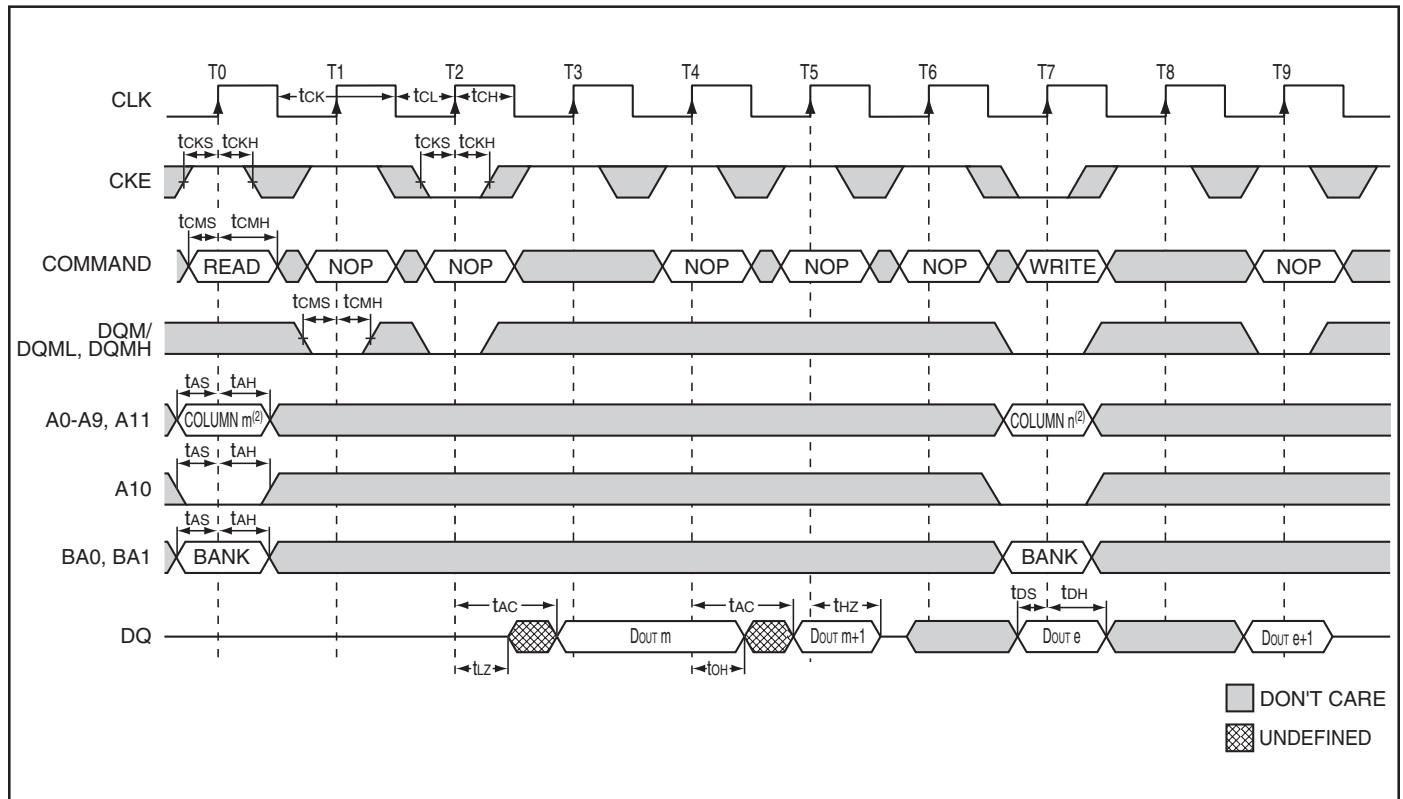 T0 T1 T2 T3 T4 T5 T6 T7 T8 T9
CLK tCK tCL tCH
tCKS tCKH tCKS tCKH
CKE
tCMS tCMH
COMMAND READ NOP NOP NOP NOP NOP WRITE NOP
tCMS tCMH
DQM/
DQML, DQMH
tAS tAH
A0-A9, A11 COLUMN m(2) COLUMN n(2)
tAS tAH
A10
tAS tAH
BA0, BA1 BANK BANK
tAC tAC tHZ tDS tDH
DQ DOUT m DOUT m+1 DOUT e DOUT e+1
tLZ tOH
DON'T CARE
UNDEFINED